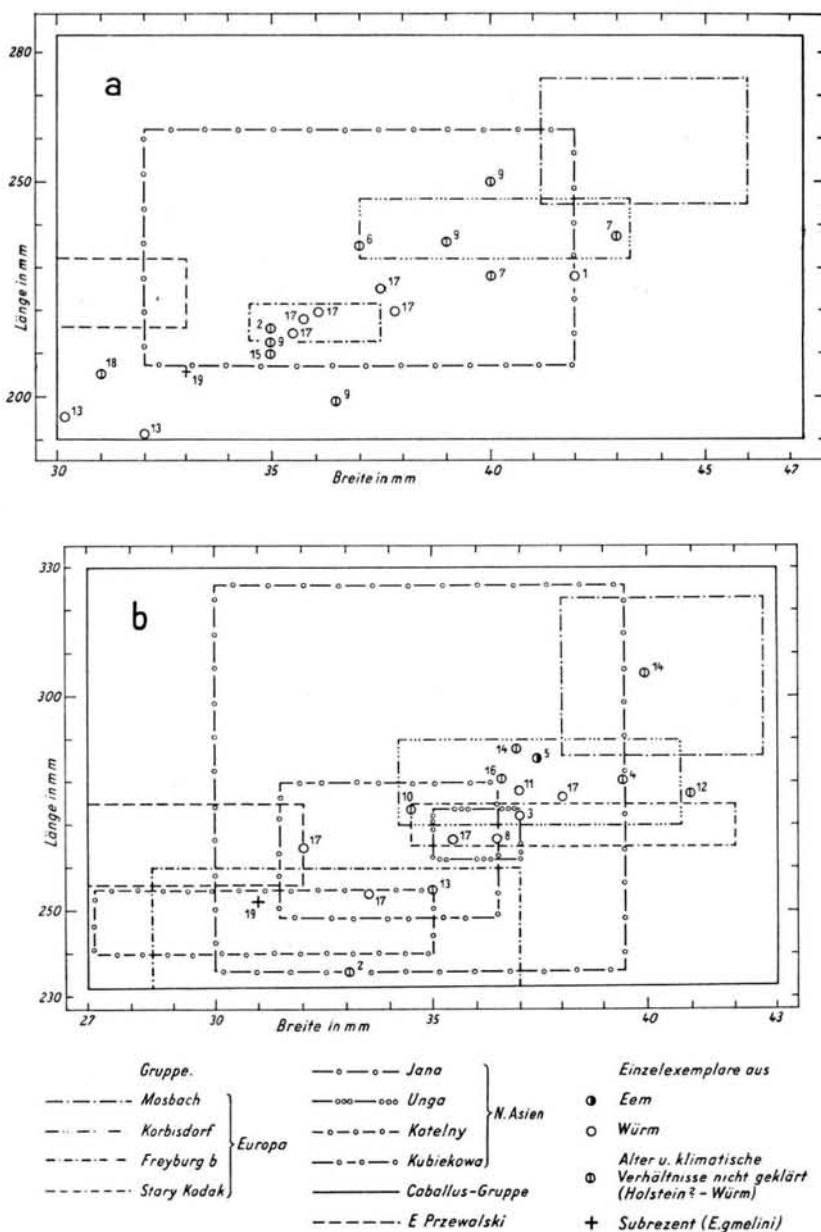 a
280
250
200
Länge in mm
30
35
40
45
47
Breite in mm
9
9
6
7
7
1
17
17
17
17
17
2
9
15
18
19
13
13
9
b
330
300
250
230
Länge in mm
27
30
35
40
43
Breite in mm
14
14
5
16
11
4
12
10
17
3
17
17
8
13
17
19
2
Gruppe.
Mosbach
Korbisdorf
Freyburg b
Stary Kodak
Europa
Jana
Unga
Kotelny
Kubiekowa
N. Asien
Caballus-Gruppe
E Przewalski
Einzelexemplare aus
Eem
Würm
Alter u. klimatische
Verhältnisse nicht geklärt
(Holstein? - Würm)
Subrezent (E.gmelini)